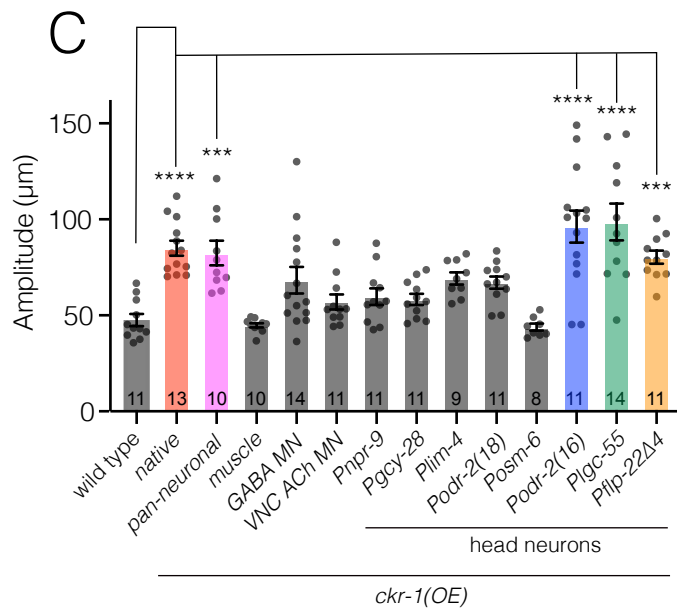 C
Amplitude (µm)
150
100
50
0
****
***
****
****
***
11
13
10
10
14
11
11
11
9
11
8
11
14
11
wild type
native
pan-neuronal
muscle
GABA MN
VNC ACh MN
Pnpr-9
Pgcy-28
Plim-4
Podr-2(18)
Posm-6
Podr-2(16)
Plgc-55
Pflp-22Δ4
head neurons
ckr-1(OE)